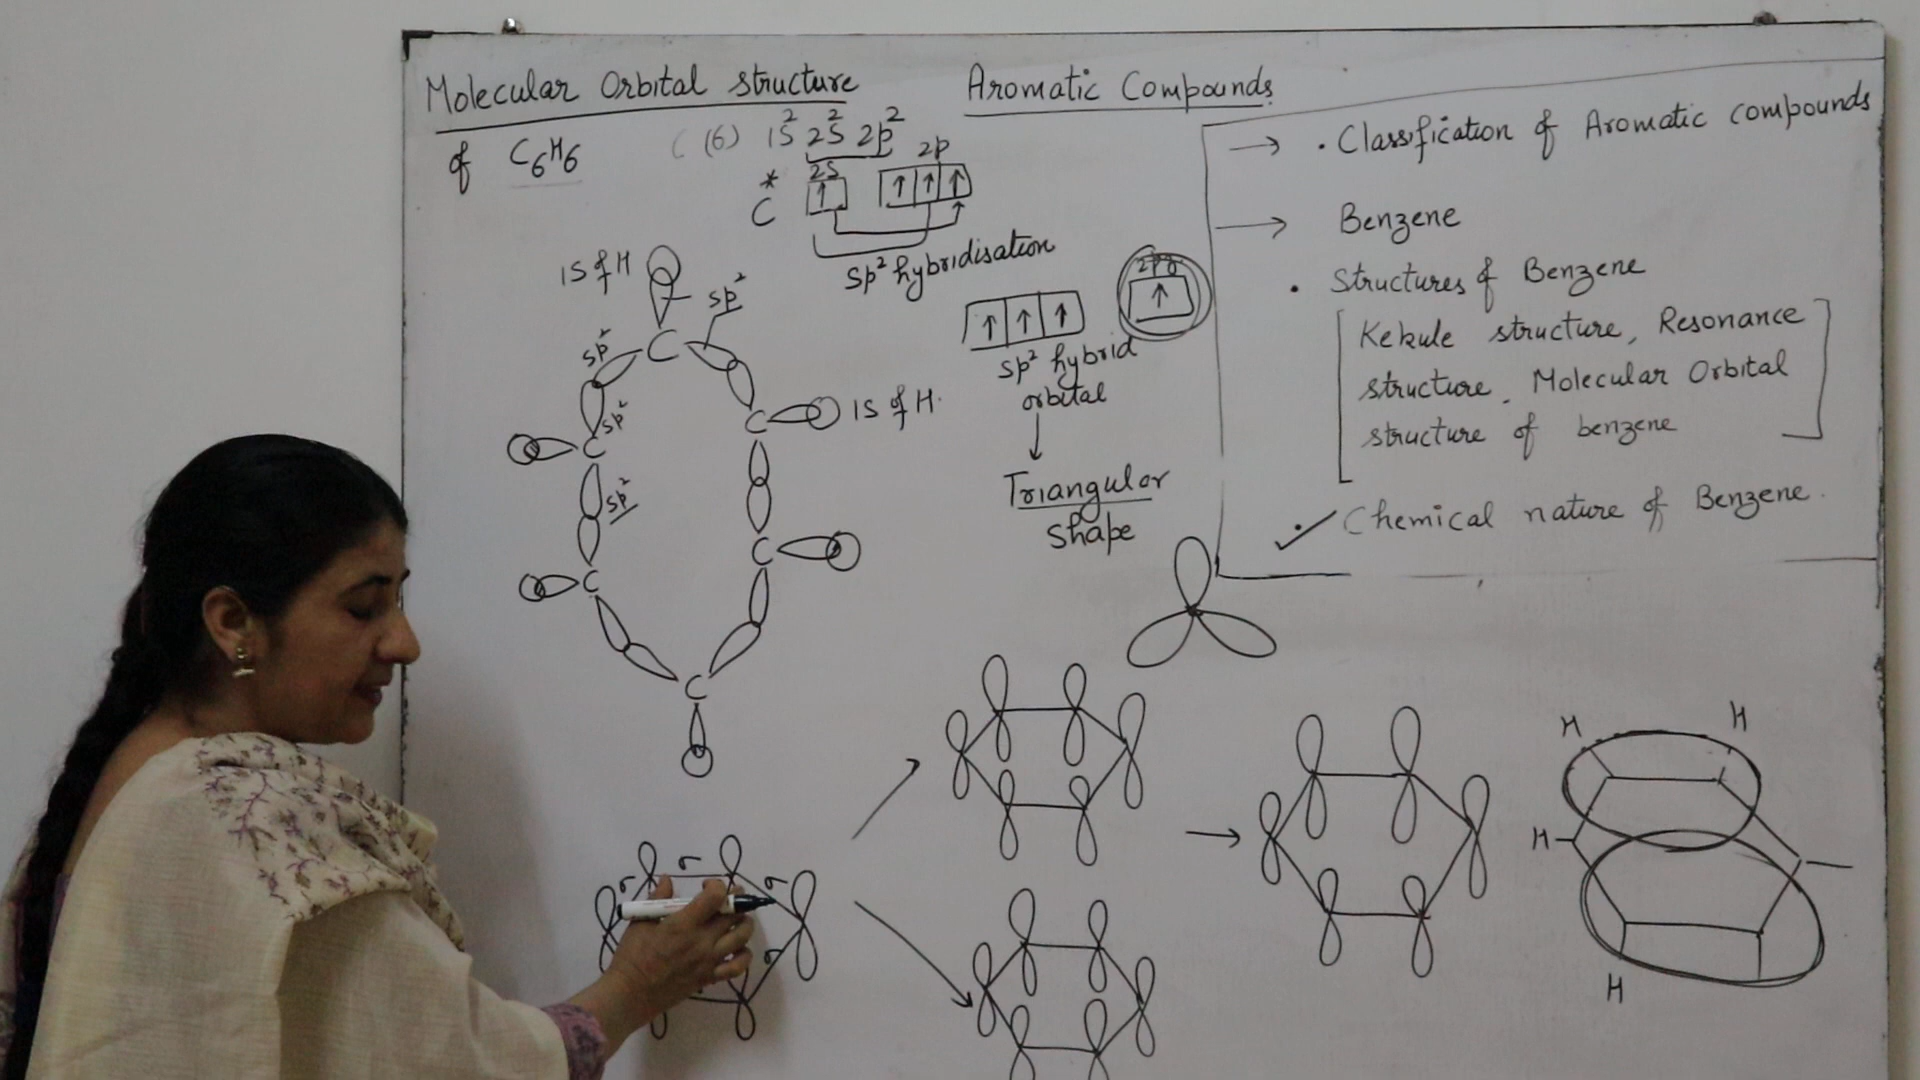 Molecular Orbital structure
of C6H6
C (6) 1S² 2S² 2p²
2S
2p
*
C
Sp² hybridisation
2pz
Sp² hybrid
orbital
Triangular
shape
1S of H
sp²
sp²
sp²
sp²
C
C
C
C
C
C
1S of H.
σ
σ
σ
σ
Aromatic Compounds
→ . Classification of Aromatic compounds
→ Benzene
. Structures of Benzene
[Kekule structure, Resonance
structure, Molecular Orbital
structure of benzene]
. ✓ Chemical nature of Benzene.
H
H
H
H